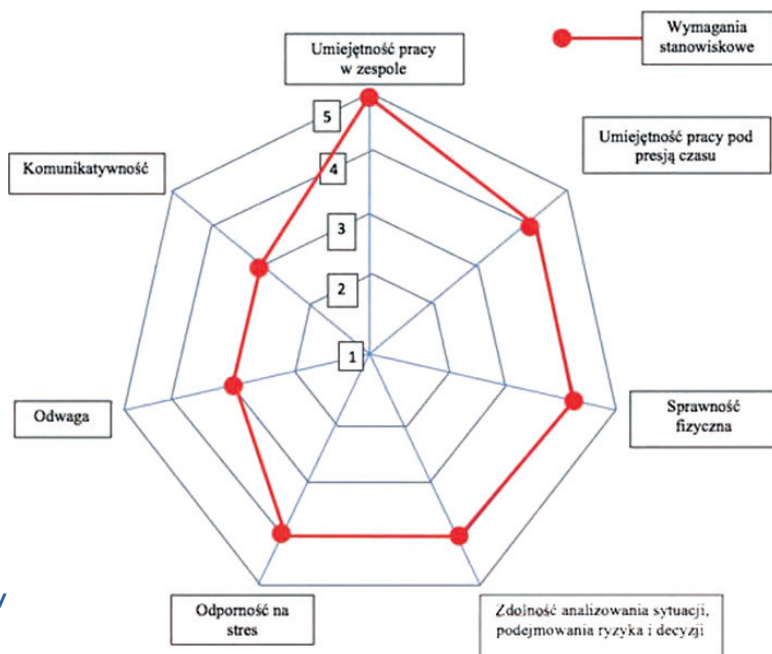 Wymagania
stanowiskowe
Umiejętność pracy
w zespole
Umiejętność pracy pod
presją czasu
Komunikatywność
5
4
3
2
1
Odwaga
Sprawność
fizyczna
Odporność na
stres
Zdolność analizowania sytuacji,
podejmowania ryzyka i decyzji